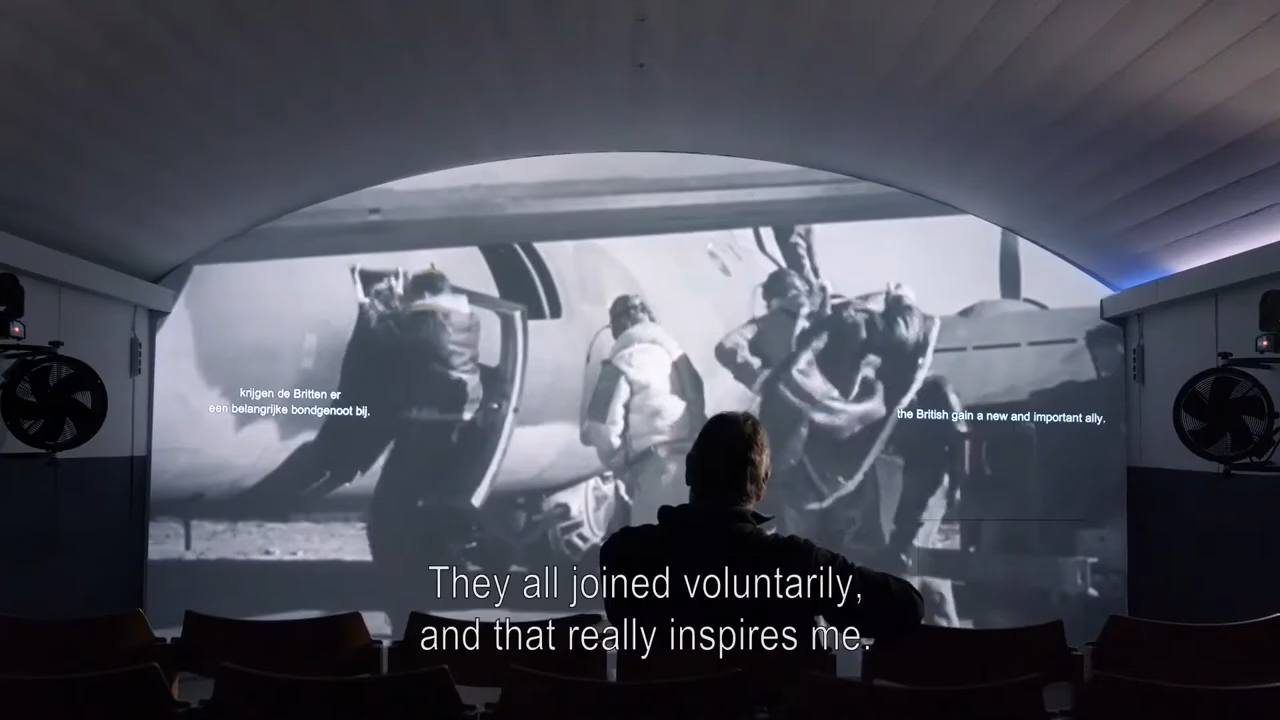 krijgen de Britten er
een belangrijke bondgenoot bij.
the British gain a new and important ally.
They all joined voluntarily,
and that really inspires me.